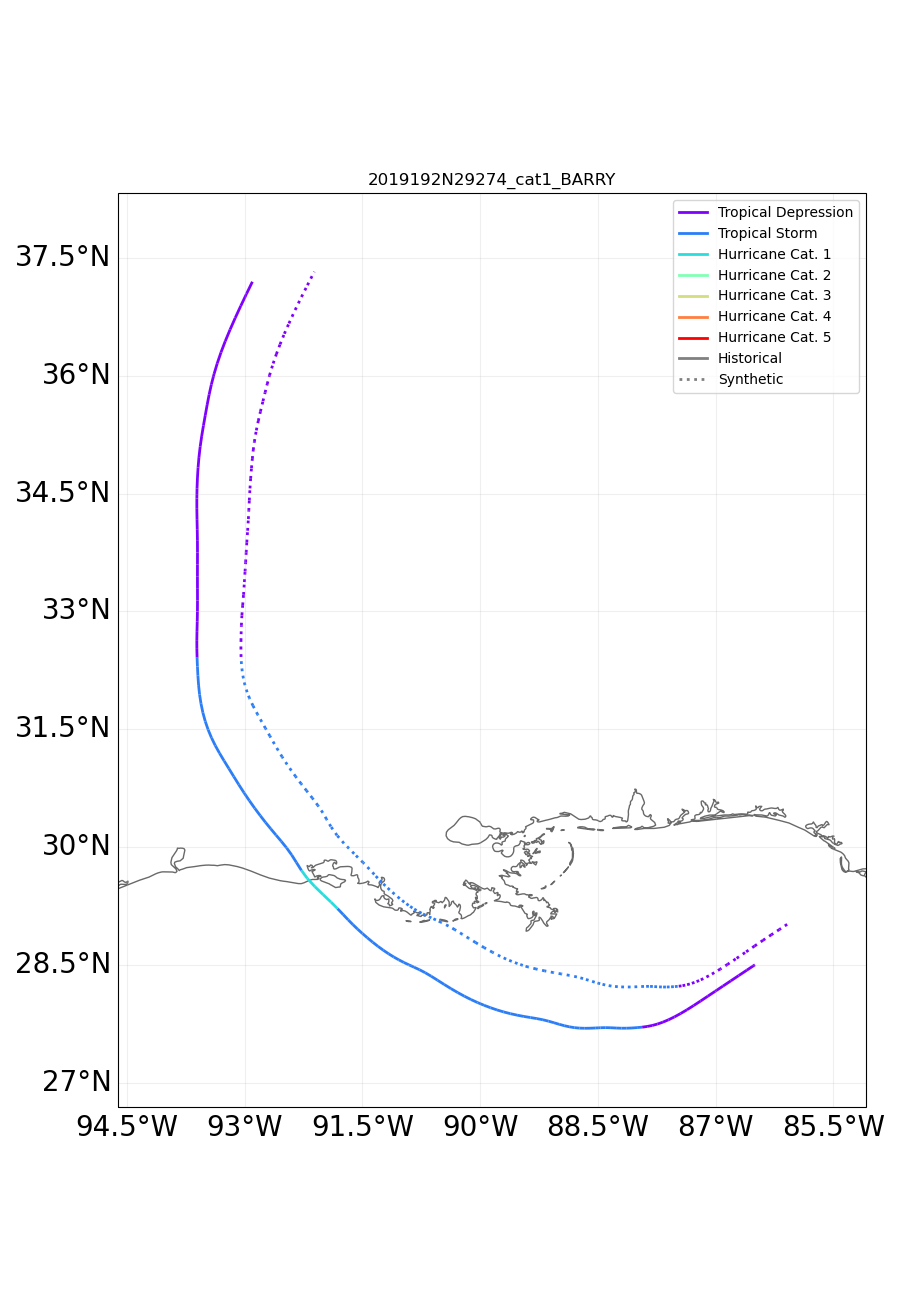 2019192N29274_cat1_BARRY
Tropical Depression
Tropical Storm
Hurricane Cat. 1
Hurricane Cat. 2
Hurricane Cat. 3
Hurricane Cat. 4
Hurricane Cat. 5
Historical
Synthetic
37.5°N
36°N
34.5°N
33°N
31.5°N
30°N
28.5°N
27°N
94.5°W 93°W 91.5°W 90°W 88.5°W 87°W 85.5°W